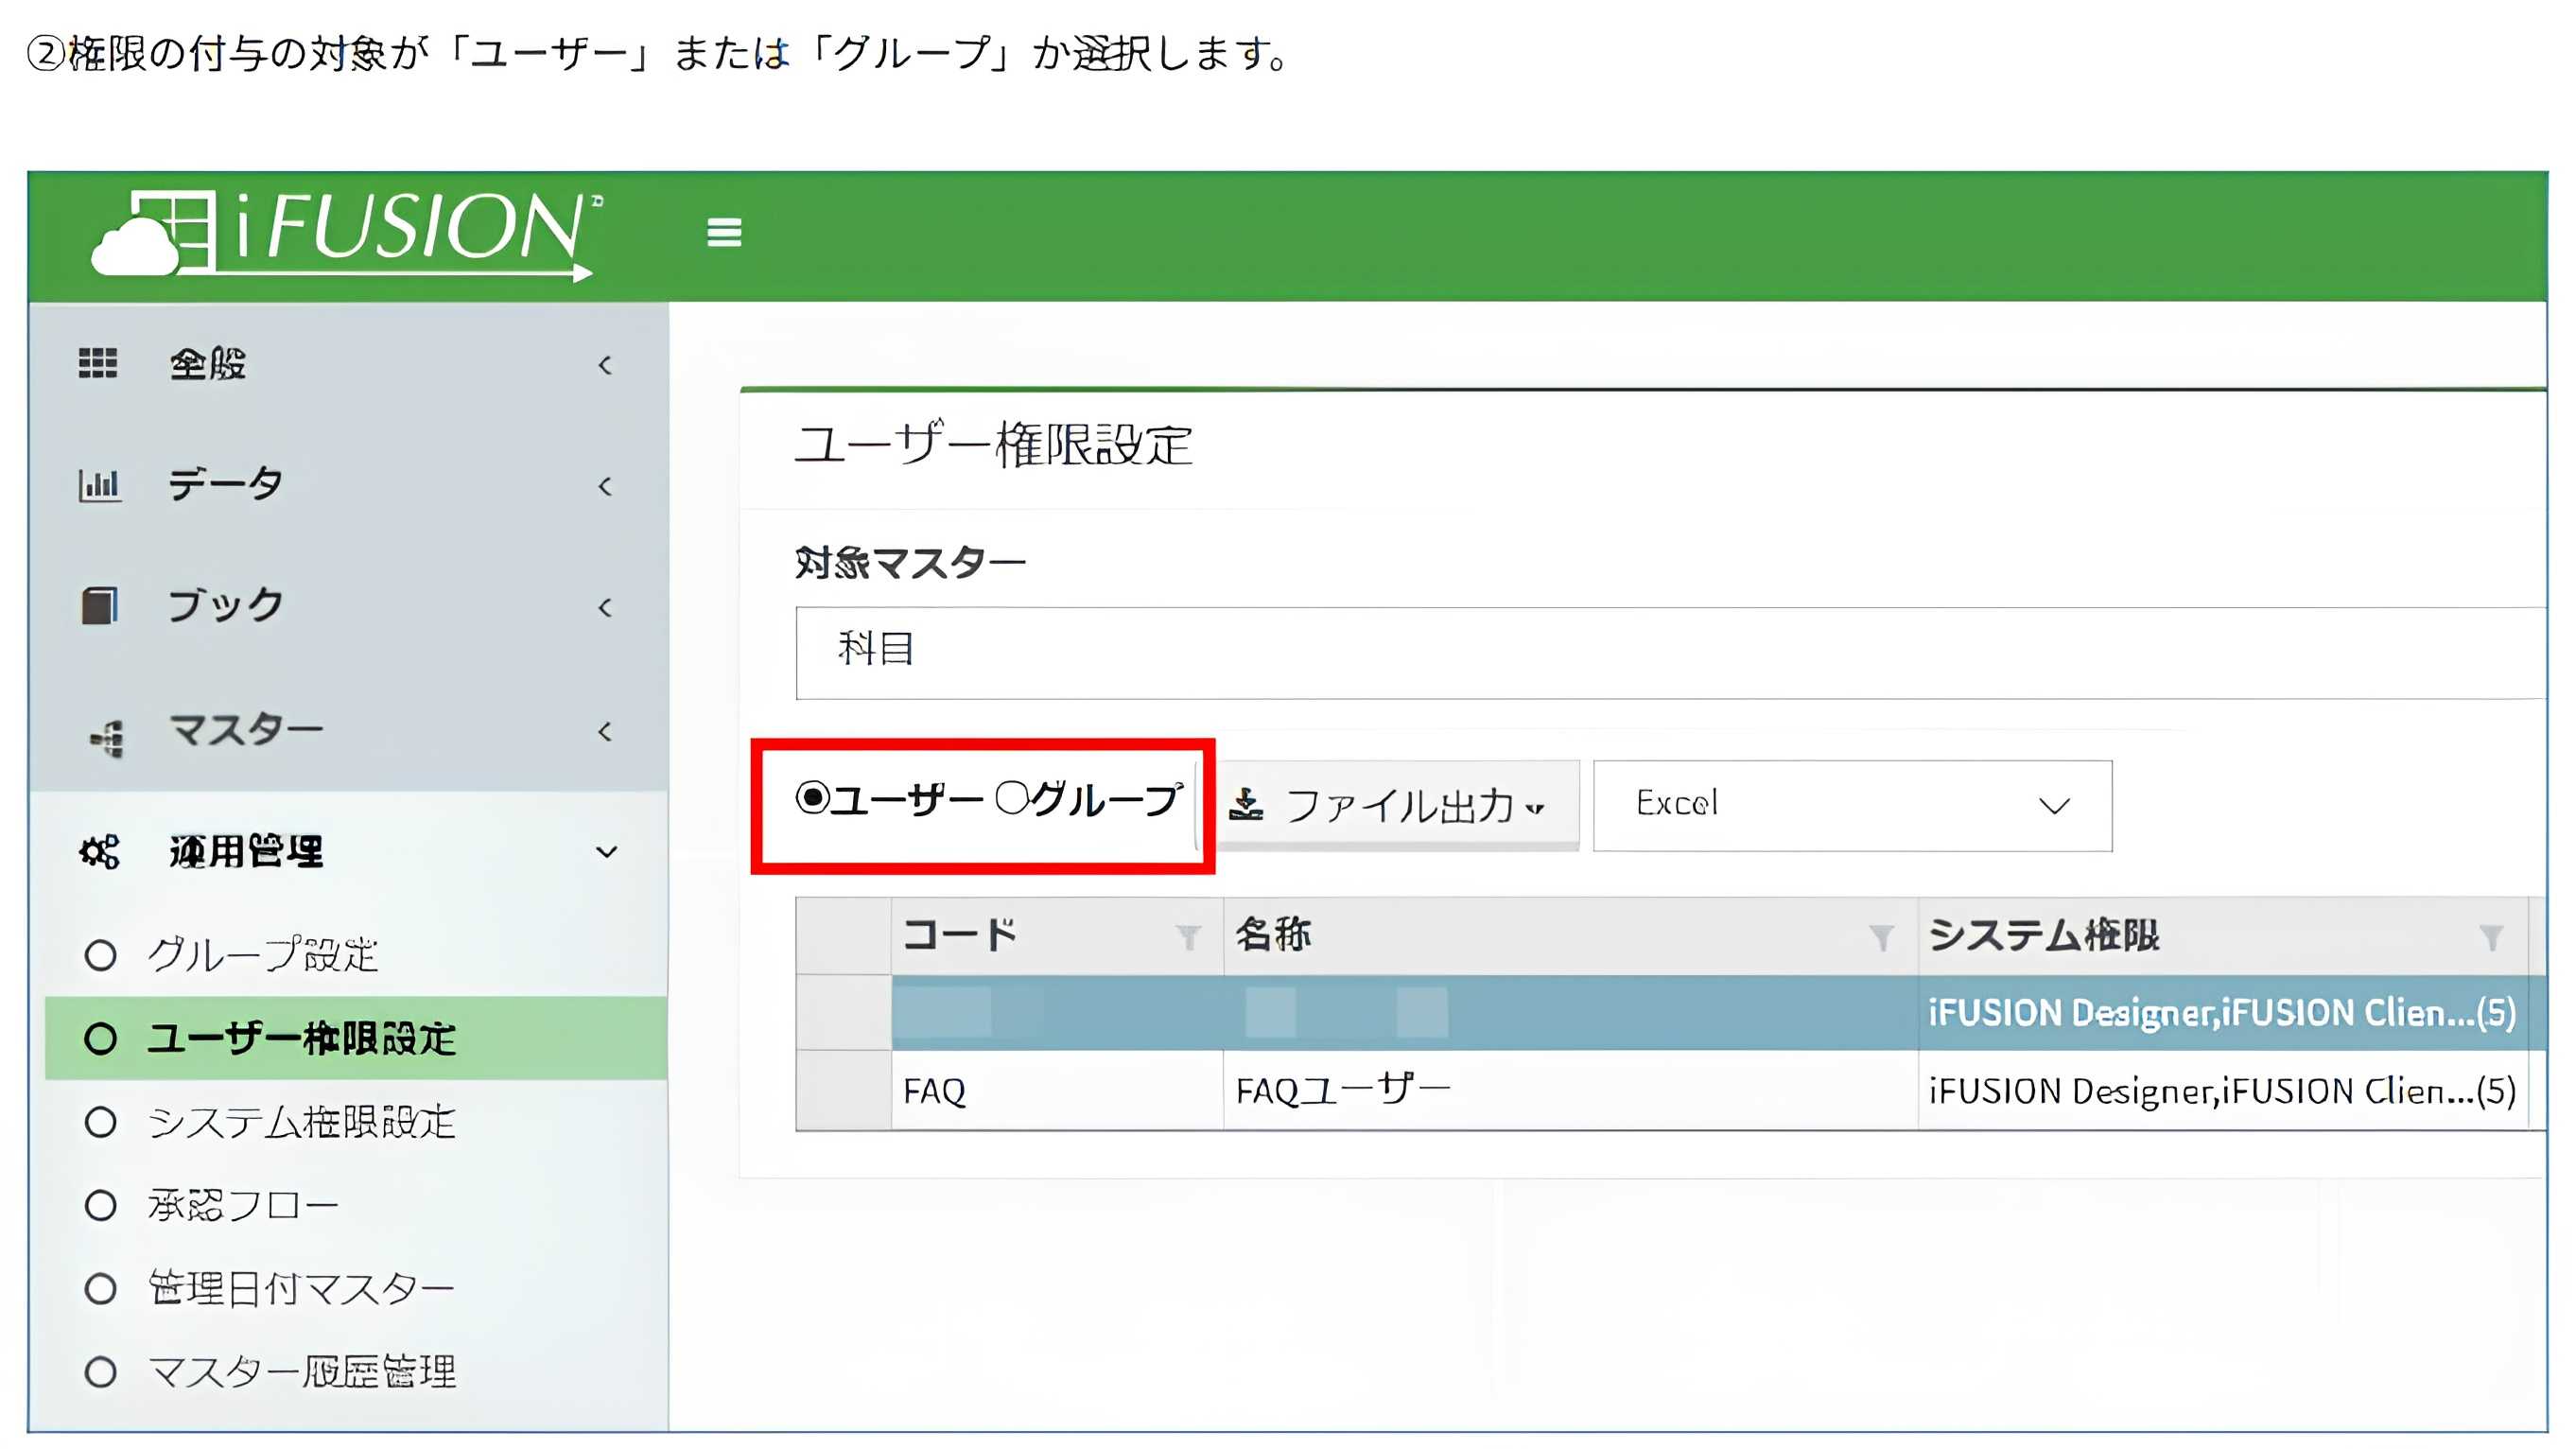 ②権限の付与の対象が「ユーザー」または「グループ」か選択します。
iFUSION
全般
データ
ブック
マスター
運用管理
グループ設定
ユーザー権限設定
システム権限設定
承認フロー
管理日付マスター
マスター履歴管理
ユーザー権限設定
対象マスター
科目
ユーザー グループ ファイル出力 Excel
コード 名称 システム権限
iFUSION Designer,iFUSION Clien...(5)
FAQ FAQユーザー iFUSION Designer,iFUSION Clien...(5)